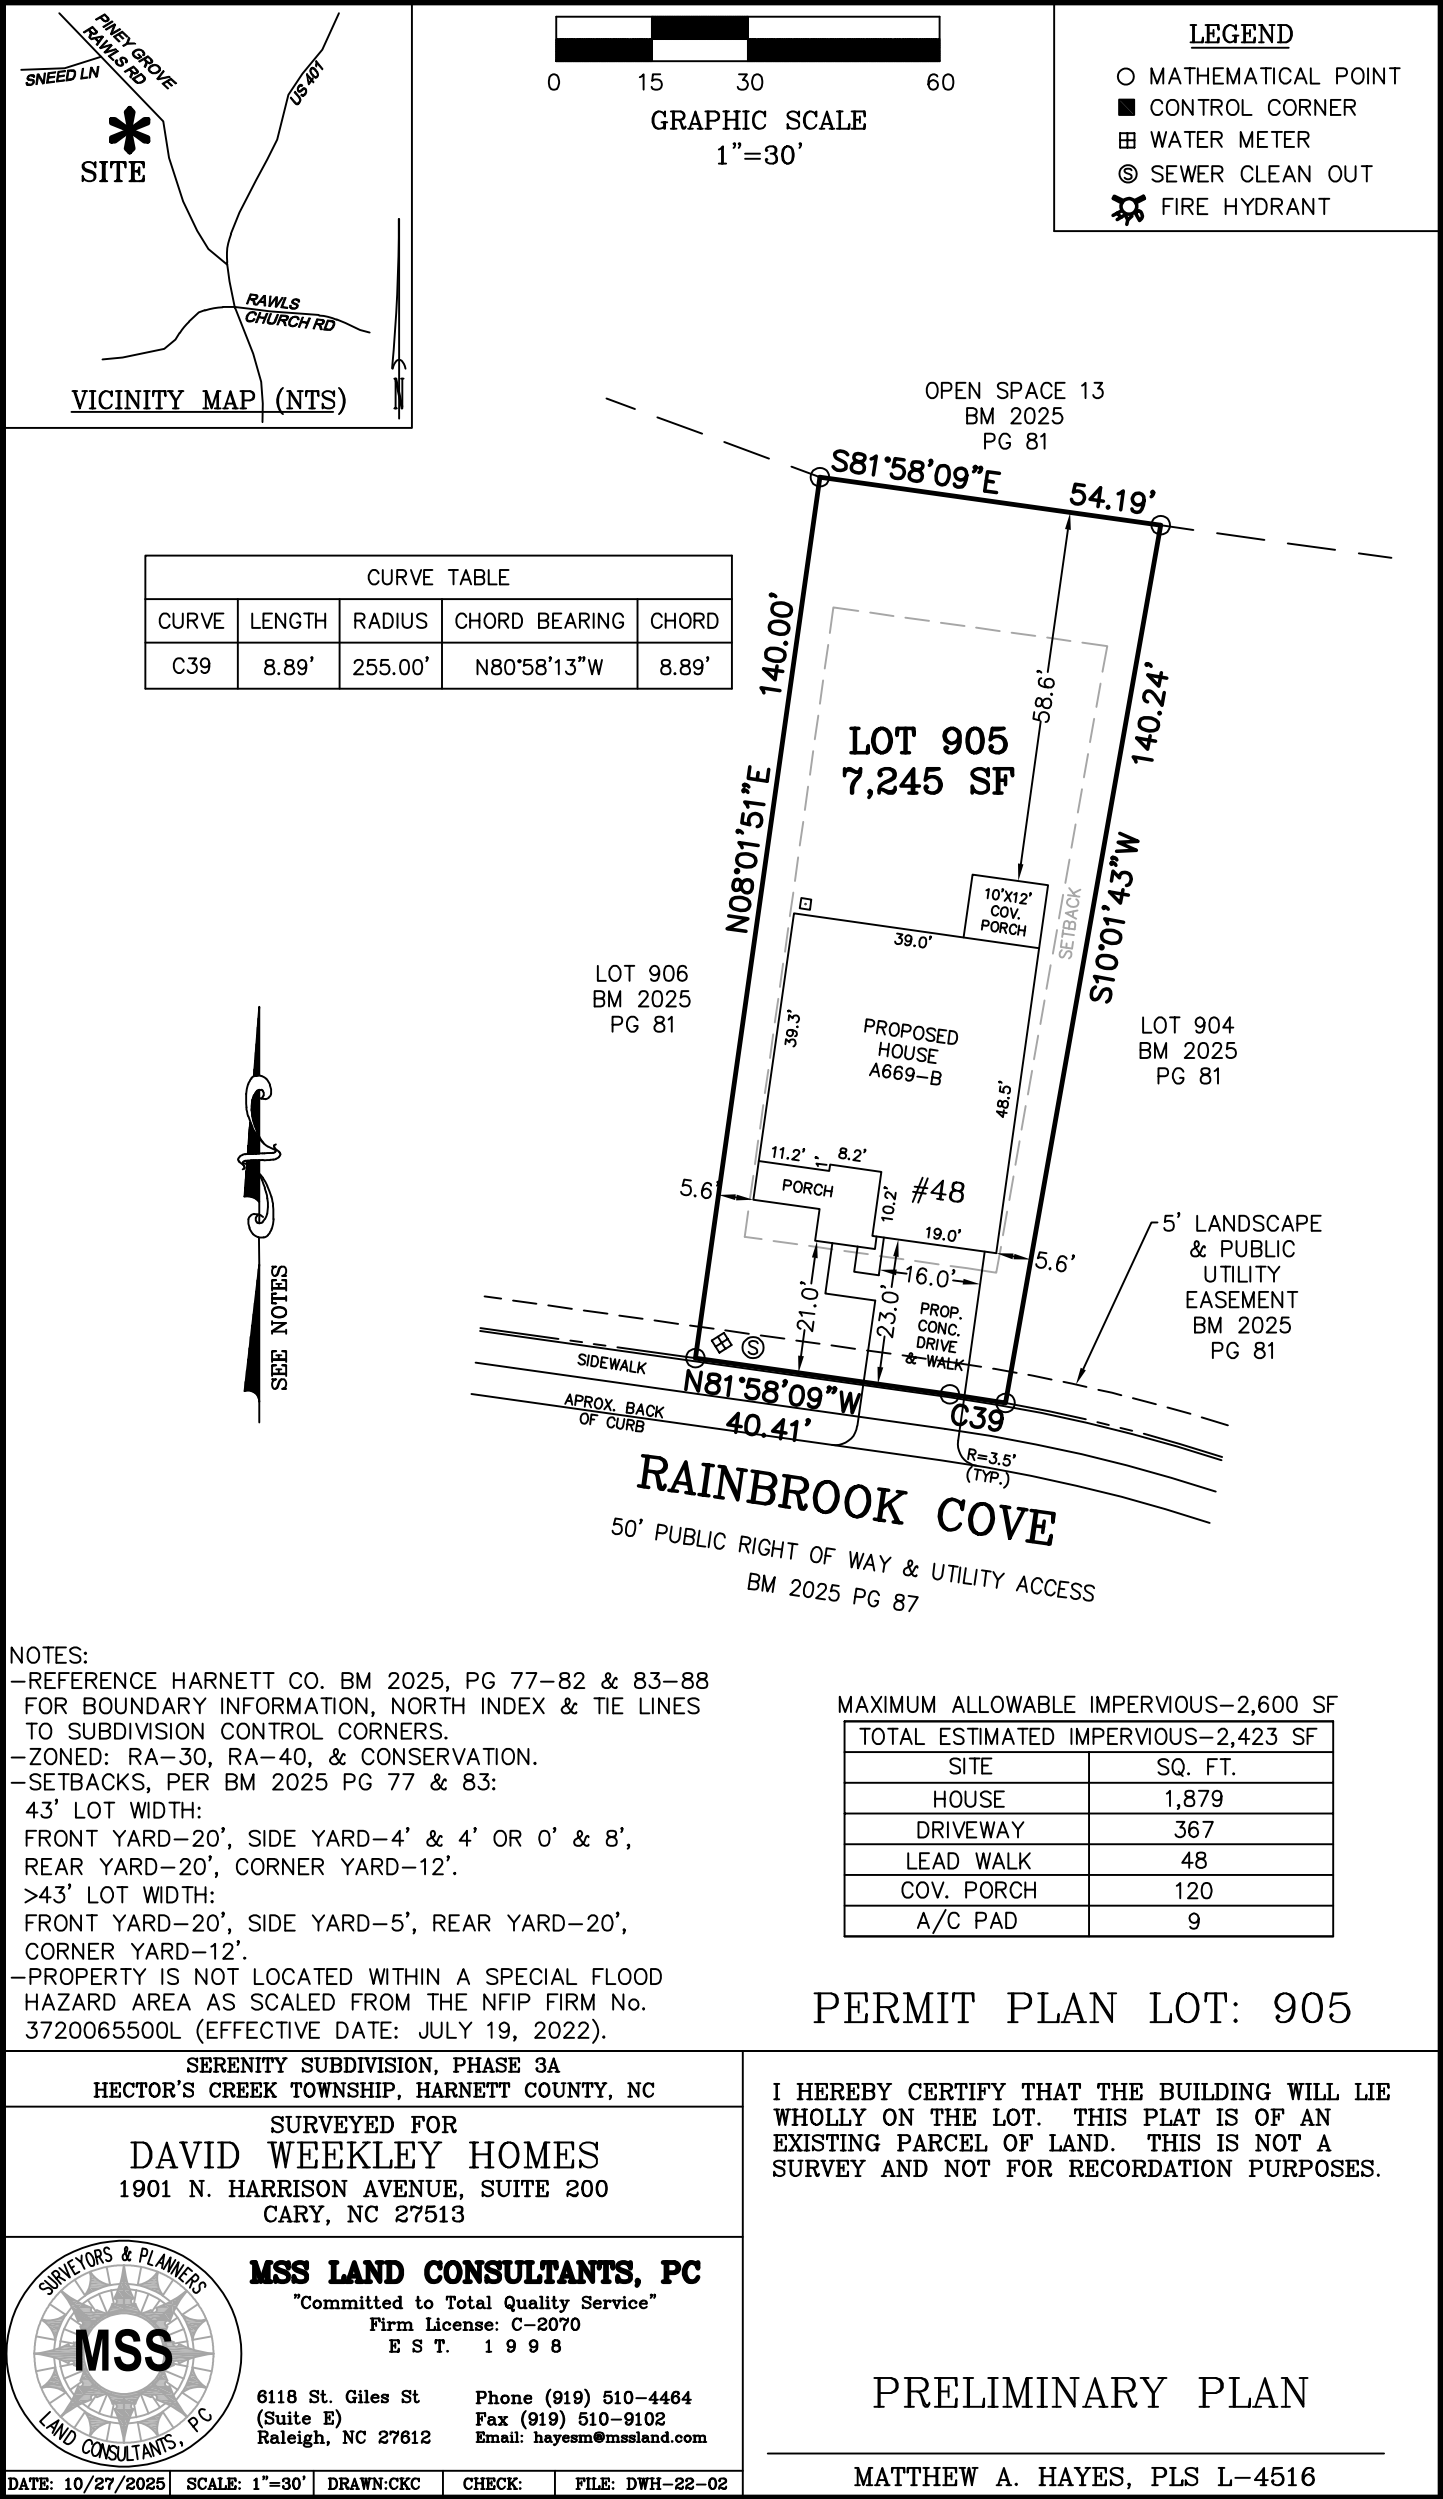 PINEY GROVE
RAWLS RD
SNEED LN
US 401
SITE
RAWLS
CHURCH RD
VICINITY MAP (NTS)
N
0 15 30 60
GRAPHIC SCALE
1"=30'
LEGEND
MATHEMATICAL POINT
CONTROL CORNER
WATER METER
S SEWER CLEAN OUT
FIRE HYDRANT
OPEN SPACE 13
BM 2025
PG 81
S81°58'09"E 54.19'
CURVE TABLE
CURVE LENGTH RADIUS CHORD BEARING CHORD
C39 8.89' 255.00' N80°58'13"W 8.89'
N08°01'51"E 140.00'
58.6'
140.24'
S10°01'43"W
LOT 905
7,245 SF
10'X12'
COV.
PORCH
SETBACK
39.0'
LOT 906
BM 2025
PG 81
39.3'
PROPOSED
HOUSE
A669-B
48.5'
LOT 904
BM 2025
PG 81
11.2' 1' 8.2'
PORCH
10.2'
#48
19.0'
5.6'
5.6'
16.0'
21.0'
23.0'
PROP.
CONC.
DRIVE
& WALK
5' LANDSCAPE
& PUBLIC
UTILITY
EASEMENT
BM 2025
PG 81
SEE NOTES
S
SIDEWALK
N81°58'09"W
40.41'
C39
APROX. BACK
OF CURB
R=3.5'
(TYP.)
RAINBROOK COVE
50' PUBLIC RIGHT OF WAY & UTILITY ACCESS
BM 2025 PG 87
NOTES:
-REFERENCE HARNETT CO. BM 2025, PG 77-82 & 83-88
FOR BOUNDARY INFORMATION, NORTH INDEX & TIE LINES
TO SUBDIVISION CONTROL CORNERS.
-ZONED: RA-30, RA-40, & CONSERVATION.
-SETBACKS, PER BM 2025 PG 77 & 83:
43' LOT WIDTH:
FRONT YARD-20', SIDE YARD-4' & 4' OR 0' & 8',
REAR YARD-20', CORNER YARD-12'.
>43' LOT WIDTH:
FRONT YARD-20', SIDE YARD-5', REAR YARD-20',
CORNER YARD-12'.
-PROPERTY IS NOT LOCATED WITHIN A SPECIAL FLOOD
HAZARD AREA AS SCALED FROM THE NFIP FIRM No.
3720065500L (EFFECTIVE DATE: JULY 19, 2022).
MAXIMUM ALLOWABLE IMPERVIOUS-2,600 SF
TOTAL ESTIMATED IMPERVIOUS-2,423 SF
SITE SQ. FT.
HOUSE 1,879
DRIVEWAY 367
LEAD WALK 48
COV. PORCH 120
A/C PAD 9
PERMIT PLAN LOT: 905
SERENITY SUBDIVISION, PHASE 3A
HECTOR'S CREEK TOWNSHIP, HARNETT COUNTY, NC
SURVEYED FOR
DAVID WEEKLEY HOMES
1901 N. HARRISON AVENUE, SUITE 200
CARY, NC 27513
SURVEYORS & PLANNERS
MSS
LAND CONSULTANTS, PC
MSS LAND CONSULTANTS, PC
"Committed to Total Quality Service"
Firm License: C-2070
EST. 1998
6118 St. Giles St
(Suite E)
Raleigh, NC 27612
Phone (919) 510-4464
Fax (919) 510-9102
Email: hayesm@mssland.com
DATE: 10/27/2025 SCALE: 1"=30' DRAWN:CKC CHECK: FILE: DWH-22-02
I HEREBY CERTIFY THAT THE BUILDING WILL LIE
WHOLLY ON THE LOT. THIS PLAT IS OF AN
EXISTING PARCEL OF LAND. THIS IS NOT A
SURVEY AND NOT FOR RECORDATION PURPOSES.
PRELIMINARY PLAN
MATTHEW A. HAYES, PLS L-4516